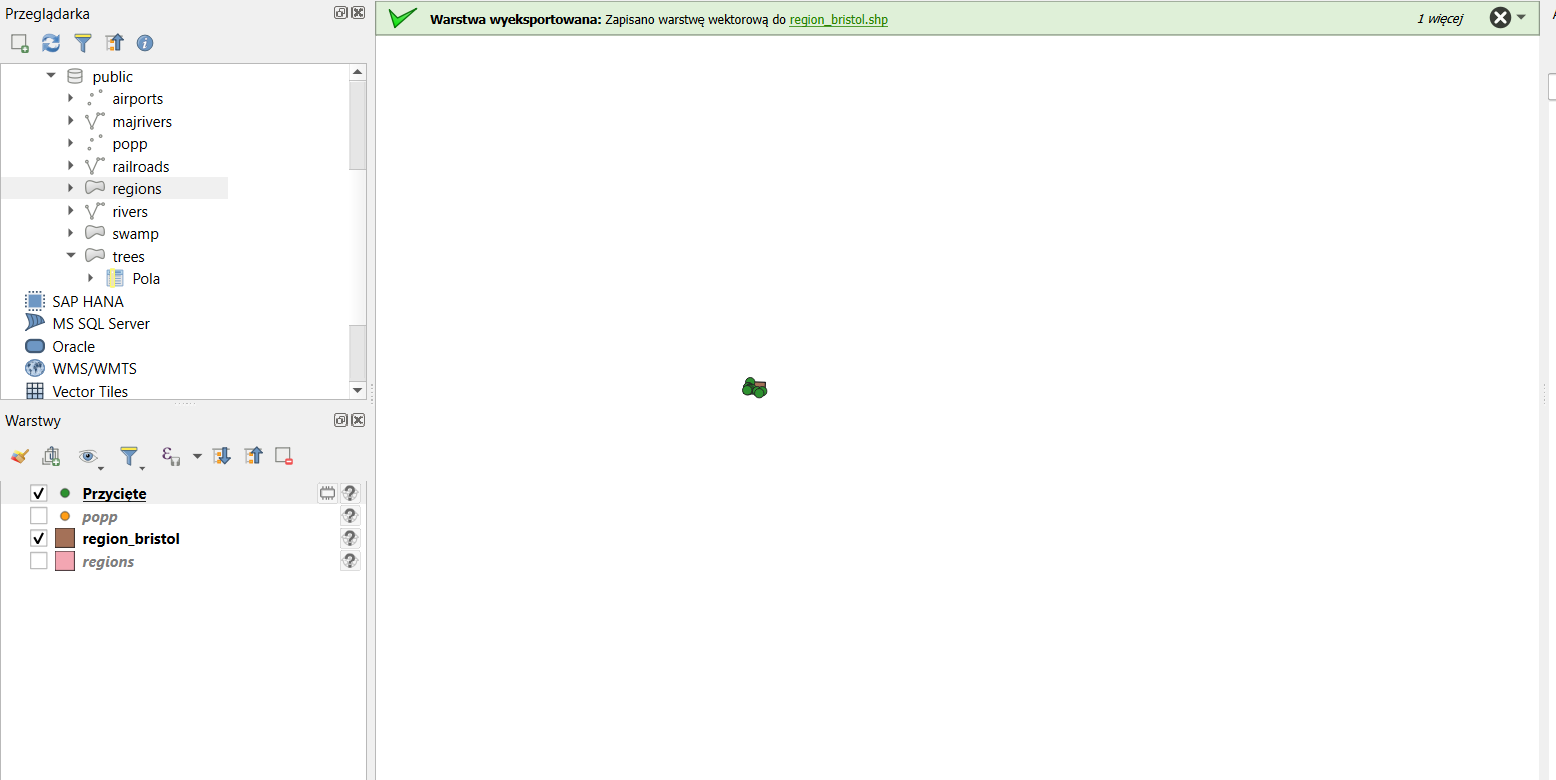 Przeglądarka
Warstwa wyeksportowana: Zapisano warstwę wektorową do region_bristol.shp
1 więcej
public
airports
majrivers
popp
railroads
regions
rivers
swamp
trees
Pola
SAP HANA
MS SQL Server
Oracle
WMS/WMTS
Vector Tiles
Warstwy
Przycięte
popp
region_bristol
regions